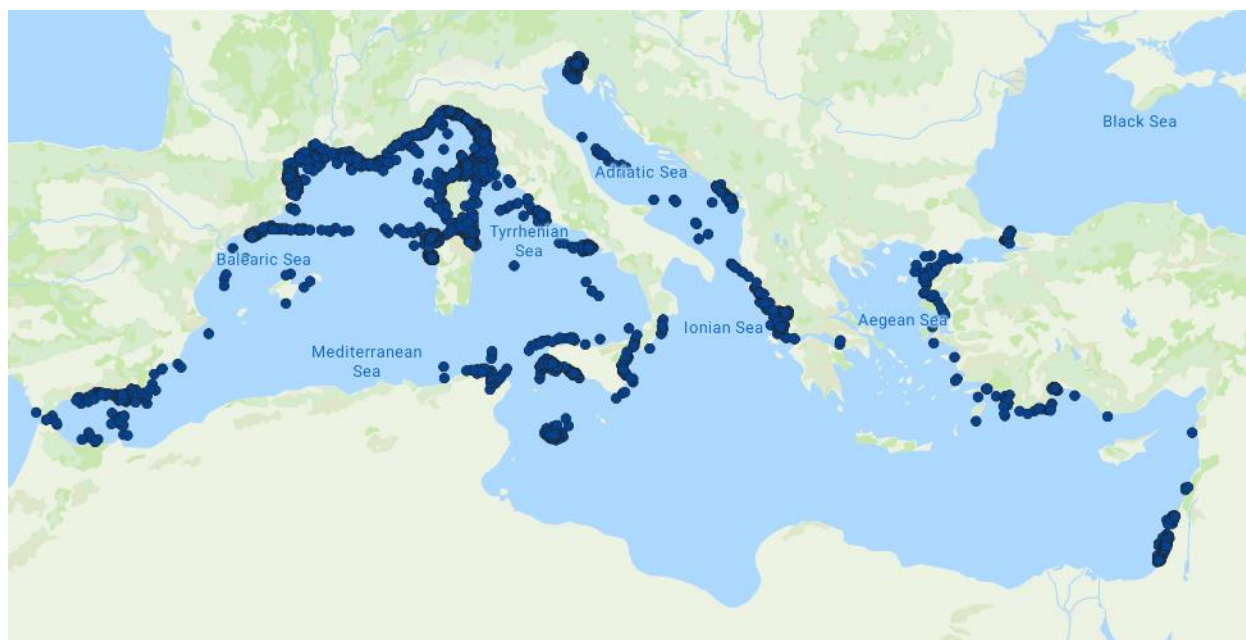 Black Sea
Adriatic Sea
Tyrrhenian
Sea
Balearic Sea
Ionian Sea
Aegean Sea
Mediterranean
Sea